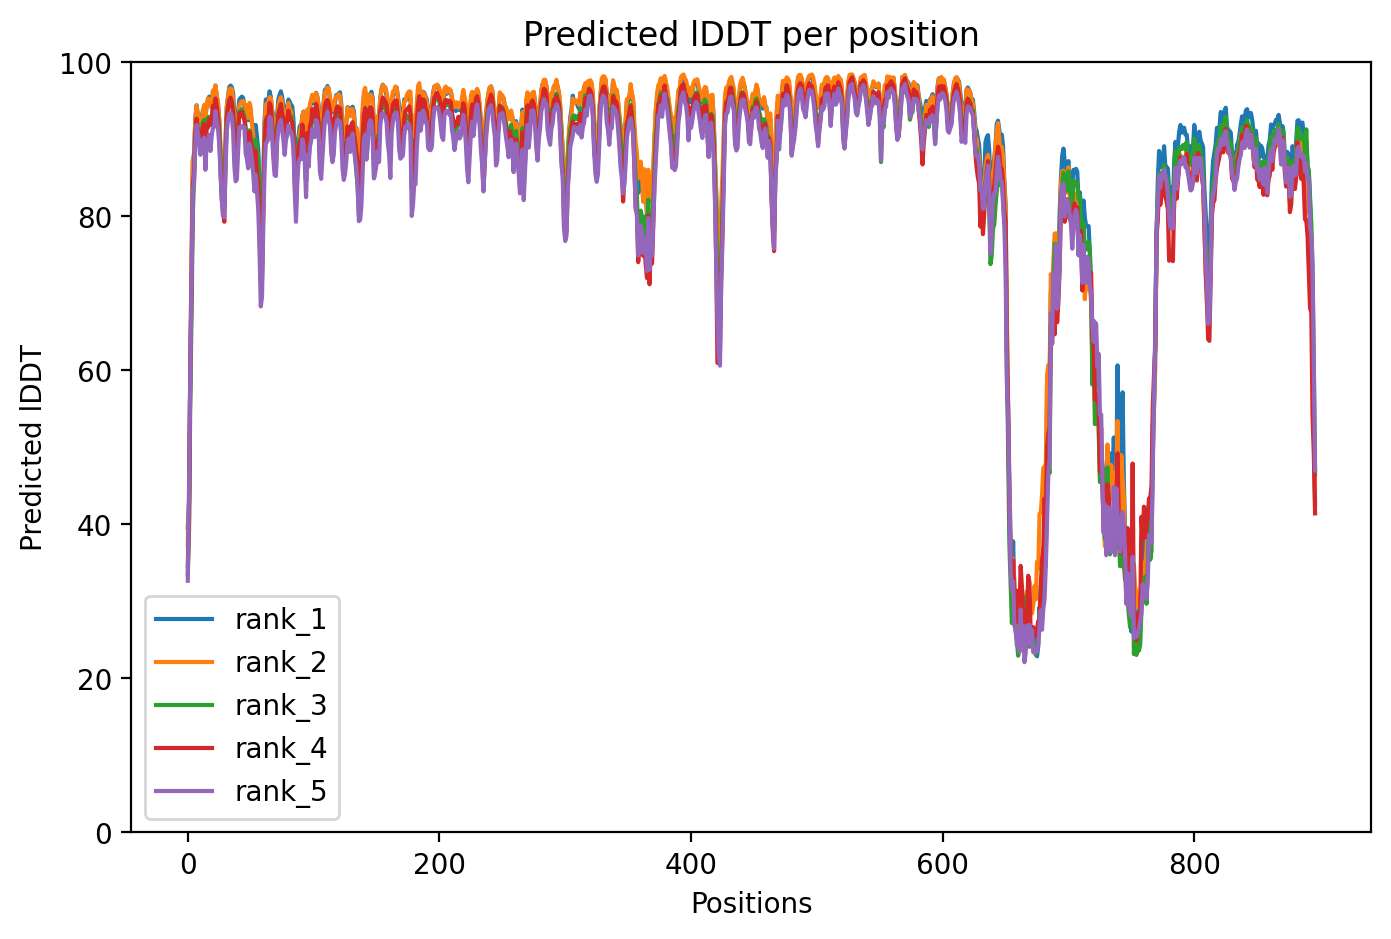 Predicted lDDT per position
Predicted lDDT
100
80
60
40
20
0
rank_1
rank_2
rank_3
rank_4
rank_5
0 200 400 600 800
Positions